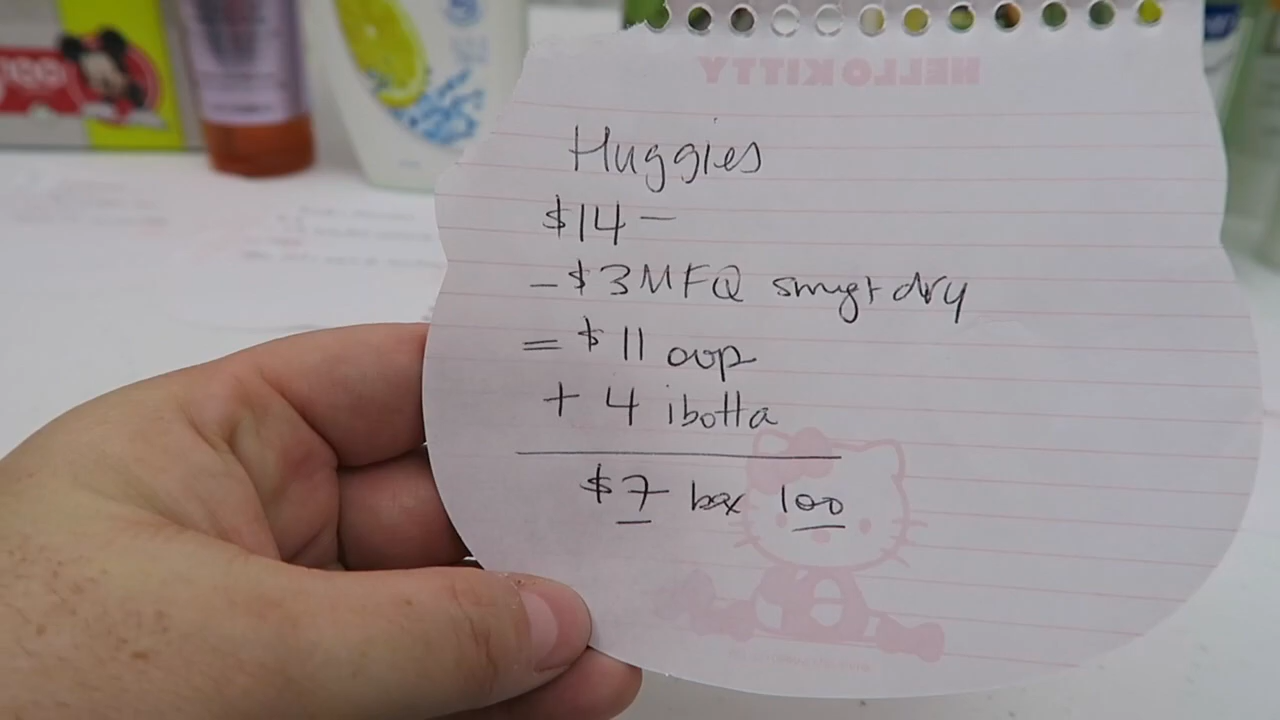 HELLO KITTY
Huggies
$14 —
— $3 MFQ smyt dry
= $11 oop
+ 4 ibotta
$7 box 100